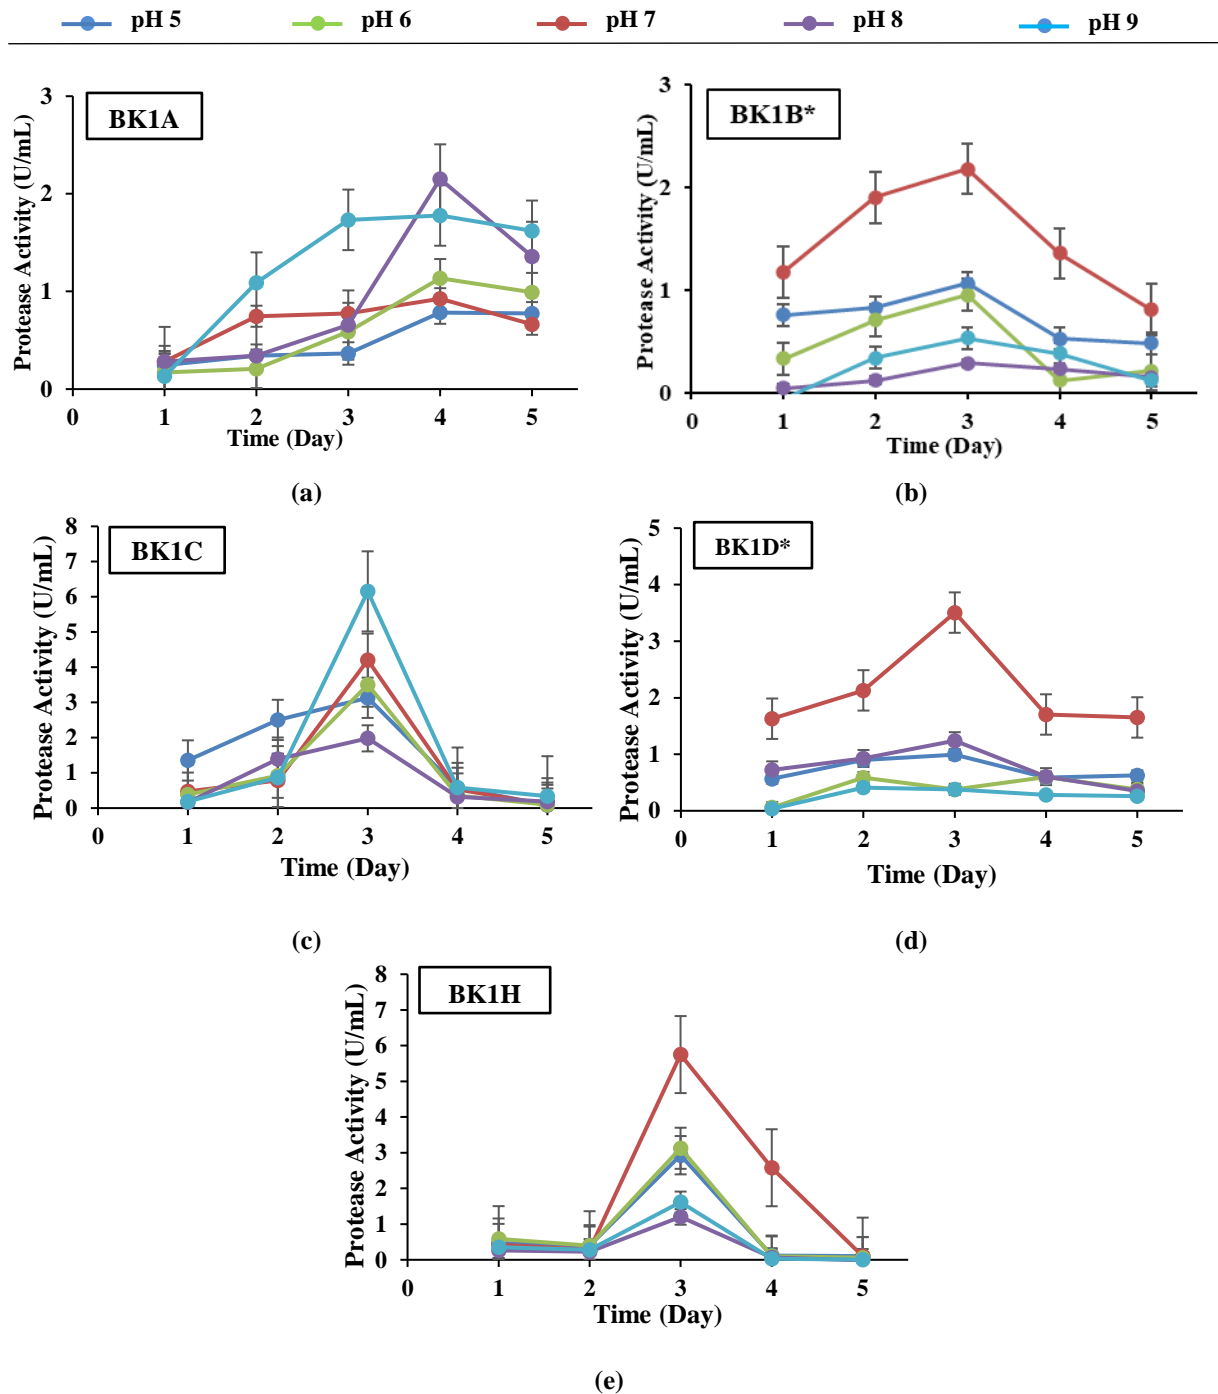 pH 5 pH 6 pH 7 pH 8 pH 9
BK1A
Protease Activity (U/mL)
3
2
1
0
0 1 2 3 4 5
Time (Day)
(a)
BK1B*
Protease Activity (U/mL)
3
2
1
0
0 1 2 3 4 5
Time (Day)
(b)
BK1C
Protease Activity (U/mL)
8
7
6
5
4
3
2
1
0
0 1 2 3 4 5
Time (Day)
(c)
BK1D*
Protease Activity (U/mL)
5
4
3
2
1
0
0 1 2 3 4 5
Time (Day)
(d)
BK1H
Protease Activity (U/mL)
8
7
6
5
4
3
2
1
0
0 1 2 3 4 5
Time (Day)
(e)